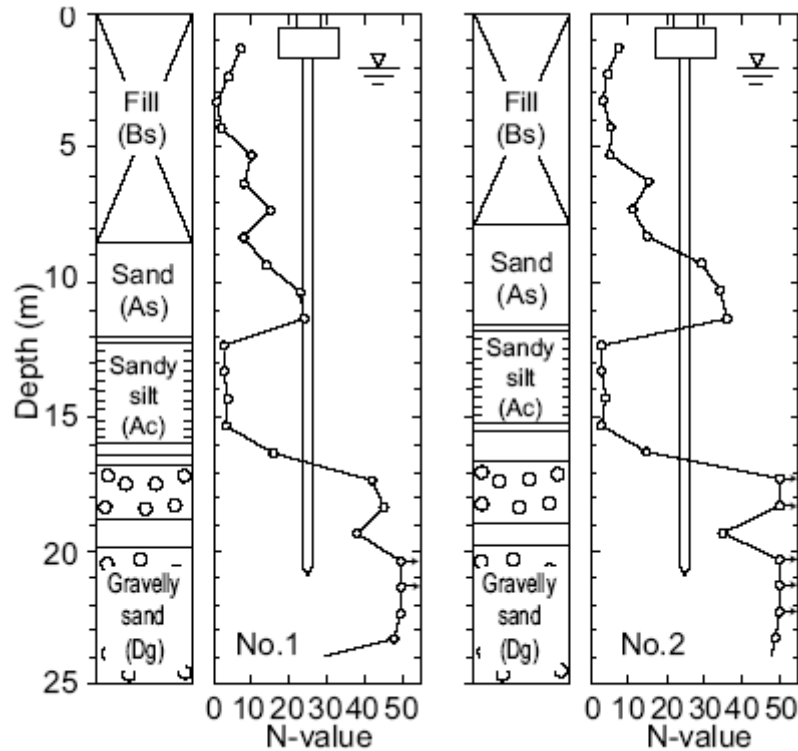 0
5
10
15
20
25
Depth (m)
Fill
(Bs)
Sand
(As)
Sandy
silt
(Ac)
Gravelly
sand
(Dg)
No.1
0 10 20 30 40 50
N-value
Fill
(Bs)
Sand
(As)
Sandy
silt
(Ac)
Gravelly
sand
(Dg)
No.2
0 10 20 30 40 50
N-value